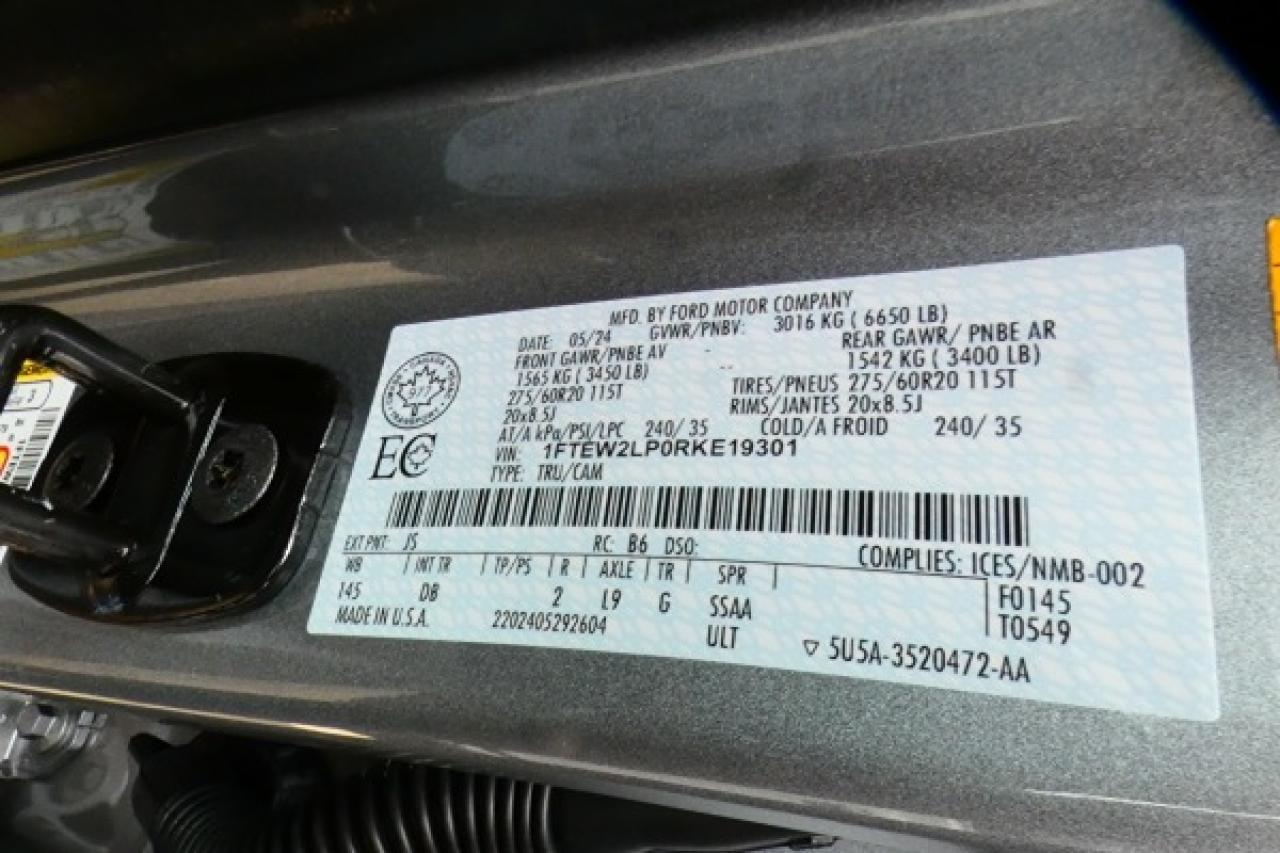 MFD. BY FORD MOTOR COMPANY
DATE: 05/24 GVWR/PNBV: 3016 KG ( 6650 LB)
FRONT GAWR/PNBE AV REAR GAWR/ PNBE AR
1565 KG ( 3450 LB) 1542 KG ( 3400 LB)
275/60R20 115T TIRES/PNEUS 275/60R20 115T
20x8.5J RIMS/JANTES 20x8.5J
AT/A kPa/PSI/LPC 240/ 35 COLD/A FROID 240/ 35
VIN: 1FTEW2LP0RKE19301
TYPE: TRU/CAM
CANADA
977
TRANSPORT
EC
EXT PNT: JS RC: B6 DSO: COMPLIES: ICES/NMB-002
WB INT TR TP/PS R AXLE TR SPR F0145
145 DB 2 L9 G SSAA T0549
MADE IN U.S.A. 2202405292604 ULT ▽ 5U5A-3520472-AA
3